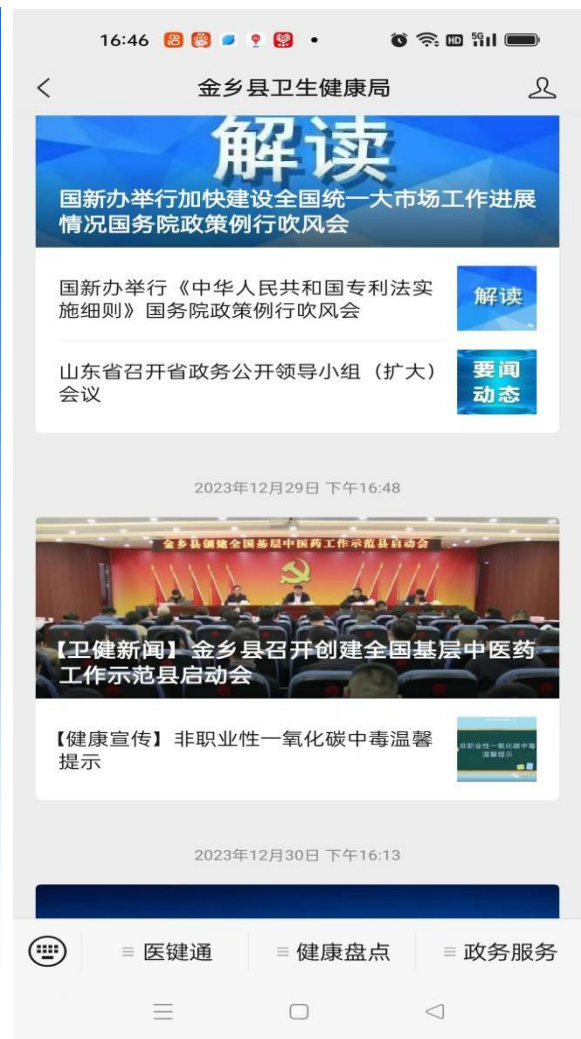 16:46
HD 5G
金乡县卫生健康局
解读
国新办举行加快建设全国统一大市场工作进展
情况国务院政策例行吹风会
国新办举行《中华人民共和国专利法实
施细则》国务院政策例行吹风会
解读
山东省召开省政务公开领导小组（扩大）
会议
要闻
动态
2023年12月29日 下午16:48
金乡县创建全国基层中医药工作示范县启动会
【卫健新闻】金乡县召开创建全国基层中医药
工作示范县启动会
【健康宣传】非职业性一氧化碳中毒温馨
提示
非职业性一氧化碳中毒
温馨提示
2023年12月30日 下午16:13
医键通
健康盘点
政务服务